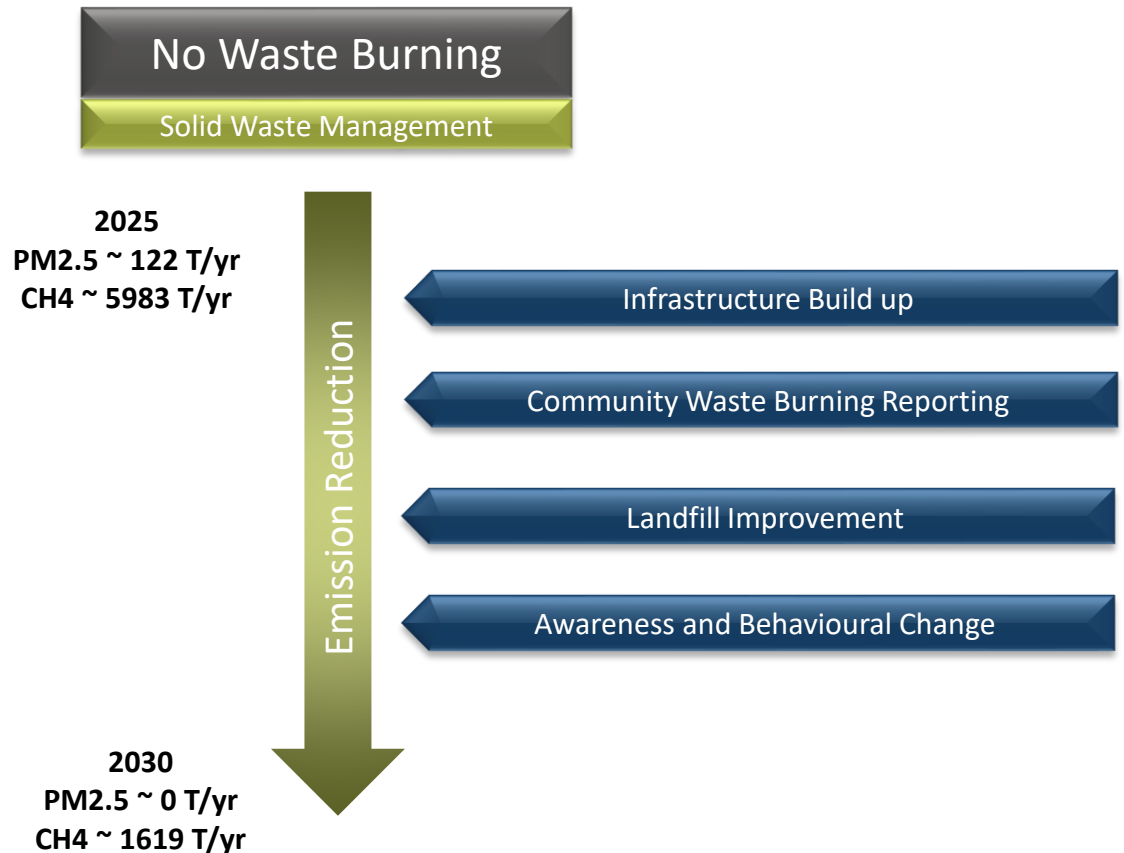 No Waste Burning
Solid Waste Management
2025
PM2.5 ~ 122 T/yr
CH4 ~ 5983 T/yr
Emission Reduction
Infrastructure Build up
Community Waste Burning Reporting
Landfill Improvement
Awareness and Behavioural Change
2030
PM2.5 ~ 0 T/yr
CH4 ~ 1619 T/yr